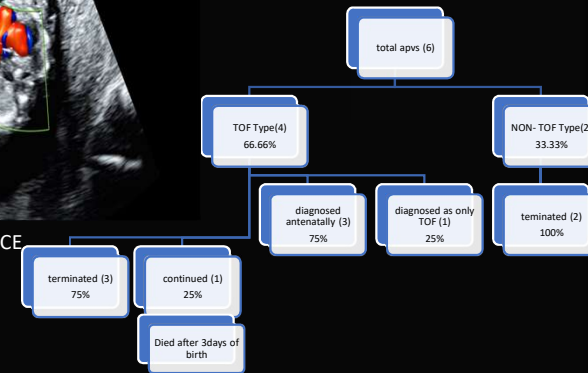 total apvs (6)
TOF Type(4)
66.66%
NON- TOF Type(2
33.33%
diagnosed
antenatally (3)
75%
diagnosed as only
TOF (1)
25%
teminated (2)
100%
CE
terminated (3)
75%
continued (1)
25%
Died after 3days of
birth